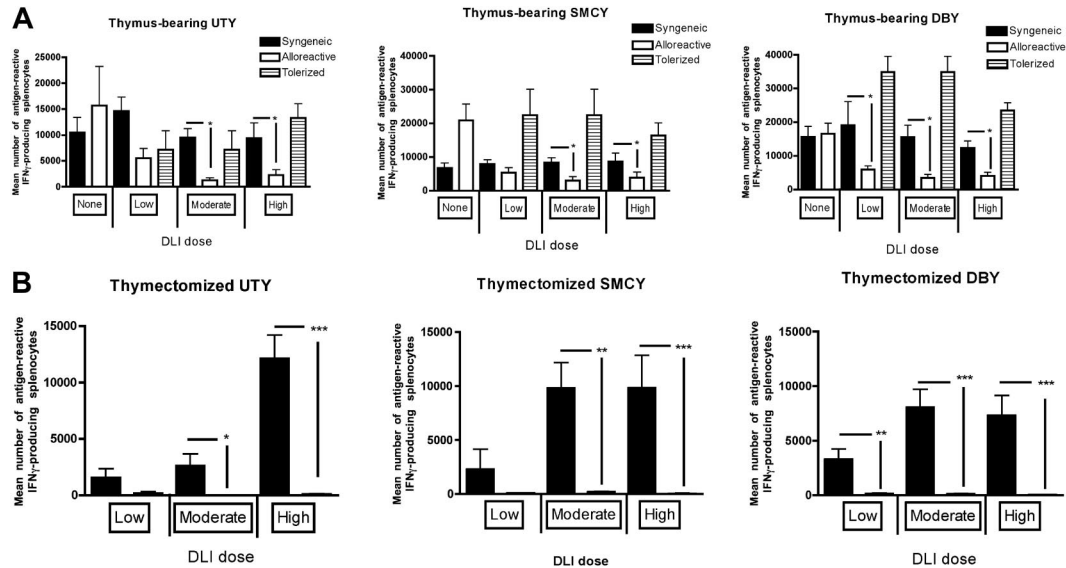 A
Thymus-bearing UTY
Mean number of antigen-reactive
IFNγ-producing splenocytes
25000
20000
15000
10000
5000
0
Syngeneic
Alloreactive
Tolerized
*
*
None
Low
Moderate
High
DLI dose
Thymus-bearing SMCY
Mean number of antigen-reactive
IFNγ-producing splenocytes
40000
30000
20000
10000
0
Syngeneic
Alloreactive
Tolerized
*
*
None
Low
Moderate
High
DLI dose
Thymus-bearing DBY
Mean number of antigen-reactive
IFNγ-producing splenocytes
40000
30000
20000
10000
0
Syngeneic
Alloreactive
Tolerized
*
*
*
None
Low
Moderate
High
DLI dose
B
Thymectomized UTY
Mean number of antigen-reactive
IFNγ-producing splenocytes
15000
10000
5000
0
*
***
Low
Moderate
High
DLI dose
Thymectomized SMCY
Mean number of antigen-reactive
IFNγ-producing splenocytes
15000
10000
5000
0
**
***
Low
Moderate
High
DLI dose
Thymectomized DBY
Mean number of antigen-reactive
IFNγ-producing splenocytes
15000
10000
5000
0
**
***
***
Low
Moderate
High
DLI dose